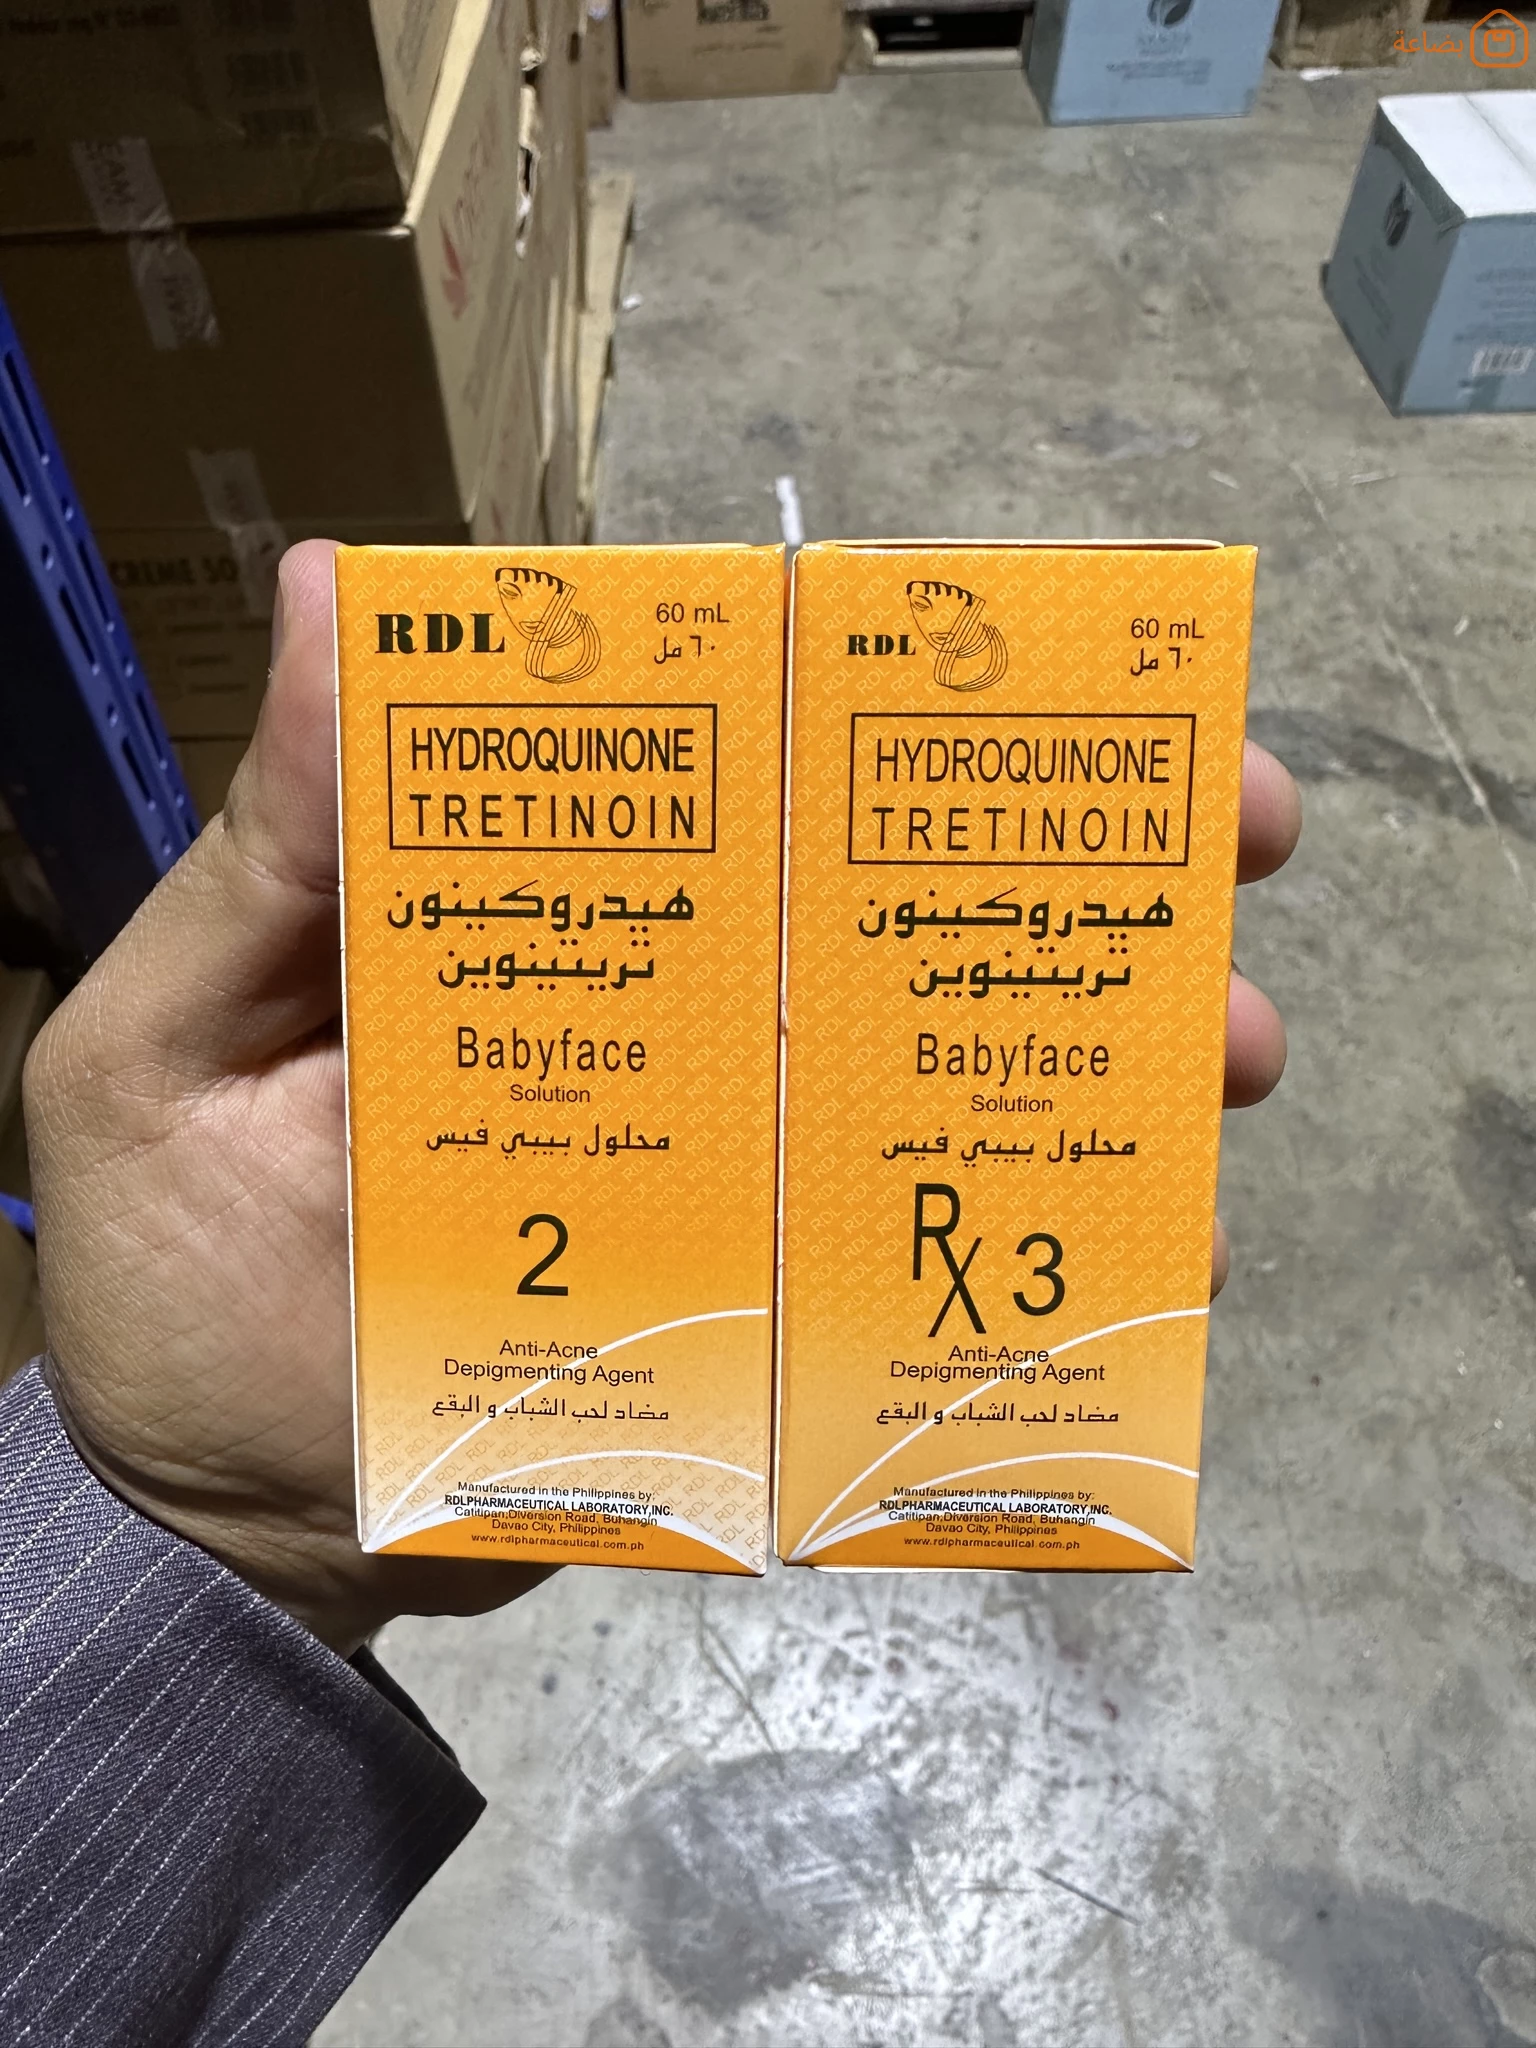 بضاعة
CREME SO
RDL
60 mL
٦٠ مل
HYDROQUINONE
TRETINOIN
هيدروكينون
تريتينوين
Babyface
Solution
محلول بيبي فيس
2
Anti-Acne
Depigmenting Agent
مضاد لحب الشباب و البقع
Manufactured in the Philippines by:
RDLPHARMACEUTICAL LABORATORY,INC.
Catitipan,Diversion Road, Buhangin
Davao City, Philippines
www.rdlpharmaceutical.com.ph
RDL
60 mL
٦٠ مل
HYDROQUINONE
TRETINOIN
هيدروكينون
تريتينوين
Babyface
Solution
محلول بيبي فيس
Rx 3
Anti-Acne
Depigmenting Agent
مضاد لحب الشباب و البقع
Manufactured in the Philippines by:
RDLPHARMACEUTICAL LABORATORY,INC.
Catitipan,Diversion Road, Buhangin
Davao City, Philippines
www.rdlpharmaceutical.com.ph